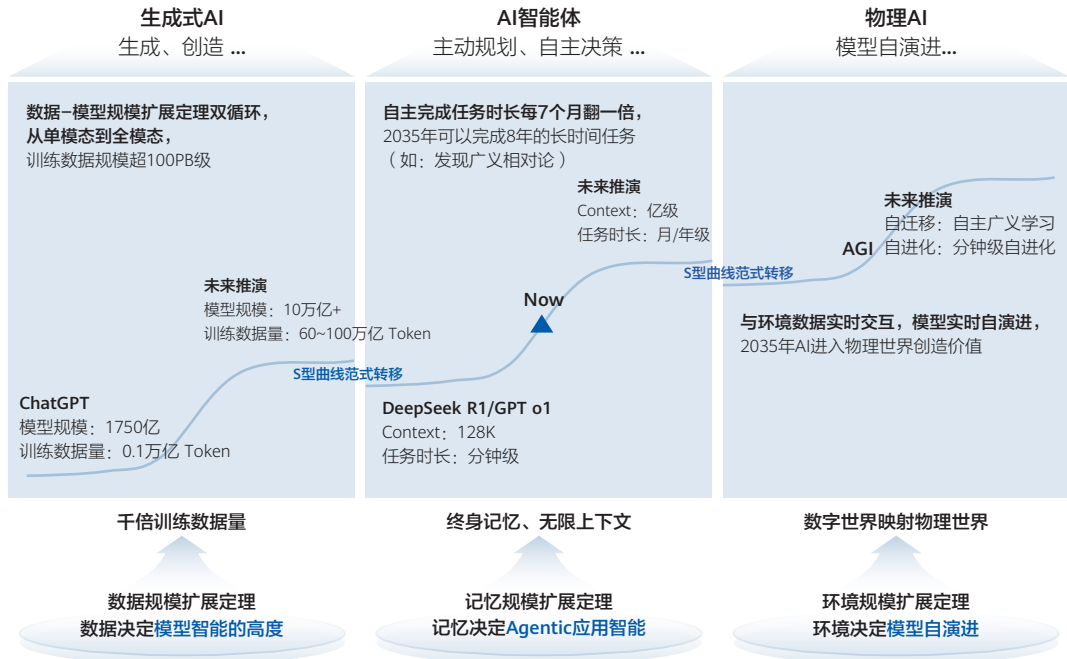 生成式AI
生成、创造 ...
数据–模型规模扩展定理双循环，
从单模态到全模态，
训练数据规模超100PB级
未来推演
模型规模：10万亿+
训练数据量：60~100万亿 Token
S型曲线范式转移
ChatGPT
模型规模：1750亿
训练数据量：0.1万亿 Token
千倍训练数据量
数据规模扩展定理
数据决定模型智能的高度
AI智能体
主动规划、自主决策 ...
自主完成任务时长每7个月翻一倍，
2035年可以完成8年的长时间任务
（如：发现广义相对论）
未来推演
Context：亿级
任务时长：月/年级
S型曲线范式转移
Now
DeepSeek R1/GPT o1
Context：128K
任务时长：分钟级
终身记忆、无限上下文
记忆规模扩展定理
记忆决定Agentic应用智能
物理AI
模型自演进...
未来推演
自迁移：自主广义学习
AGI 自进化：分钟级自进化
与环境数据实时交互，模型实时自演进，
2035年AI进入物理世界创造价值
数字世界映射物理世界
环境规模扩展定理
环境决定模型自演进